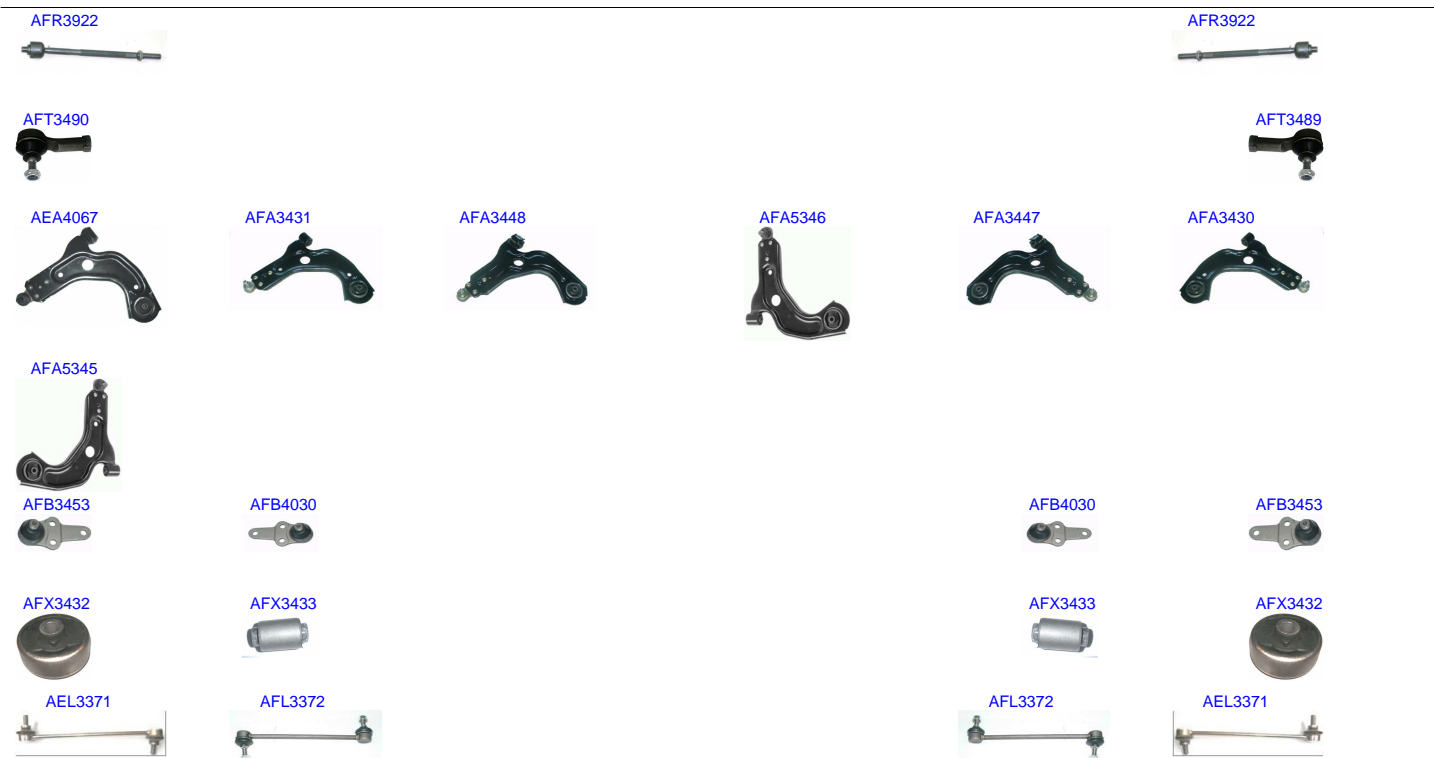 AFR3922 AFR3922
AFT3490 AFT3489
AEA4067 AFA3431 AFA3448 AFA5346 AFA3447 AFA3430
AFA5345
AFB3453 AFB4030 AFB4030 AFB3453
AFX3432 AFX3433 AFX3433 AFX3432
AEL3371 AFL3372 AFL3372 AEL3371